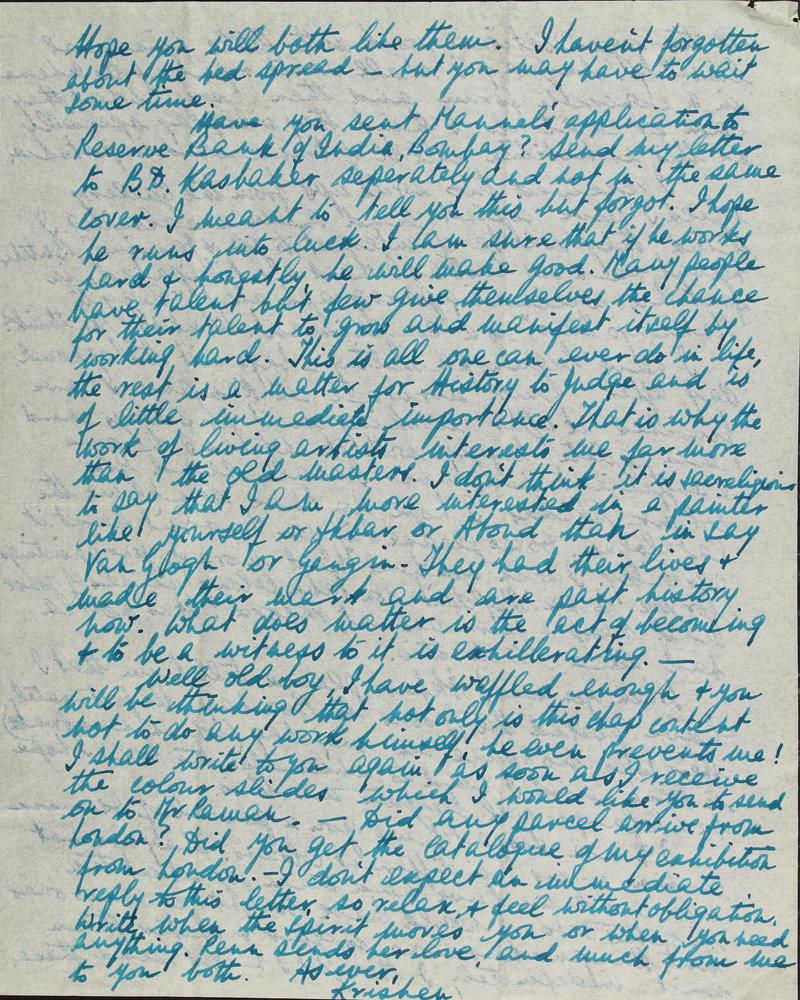 Hope you will both like them. I havent forgotten
about the bed spread – but you may have to wait
some time.
Have you sent Mannel's application to
Reserve Bank of India, Bombay? Send my letter
to B.D. Kasbaker seperately and not in the same
cover. I meant to tell you this but forgot. I hope
he runs into luck. I am sure that if he works
hard & honestly, he will make good. Many people
have talent but few give themselves the chance
for their talent to grow and manifest itself by
working hard. This is all one can ever do in life,
the rest is a matter for History to judge and is
of little immediate importance. That is why the
work of living artists interests me far more
than the old masters. I don't think it is sacreligious
to say that I am more interested in a painter
like yourself or Akbar or Abond than in say
Van Glogh or Gaugin. They had their lives &
made their mark and are past history
now. What does matter is the act of becoming
& to be a witness to it is exhillerating. —
Well old boy, I have waffled enough & you
will be thinking that not only is this chap content
not to do any work himself, he even prevents me!
I shall write to you again as soon as I receive
the colour slides which I would like you to send
on to Mr Raman. – Did any parcel arrive from
London? Did you get the catalogue of my exhibition
from London. – I don't expect an immediate
reply to this letter, so relax & feel without obligation.
Write when the spirit moves you or when you need
anything. Renn sends her love, and much from me
to you both. As ever,
Krishen